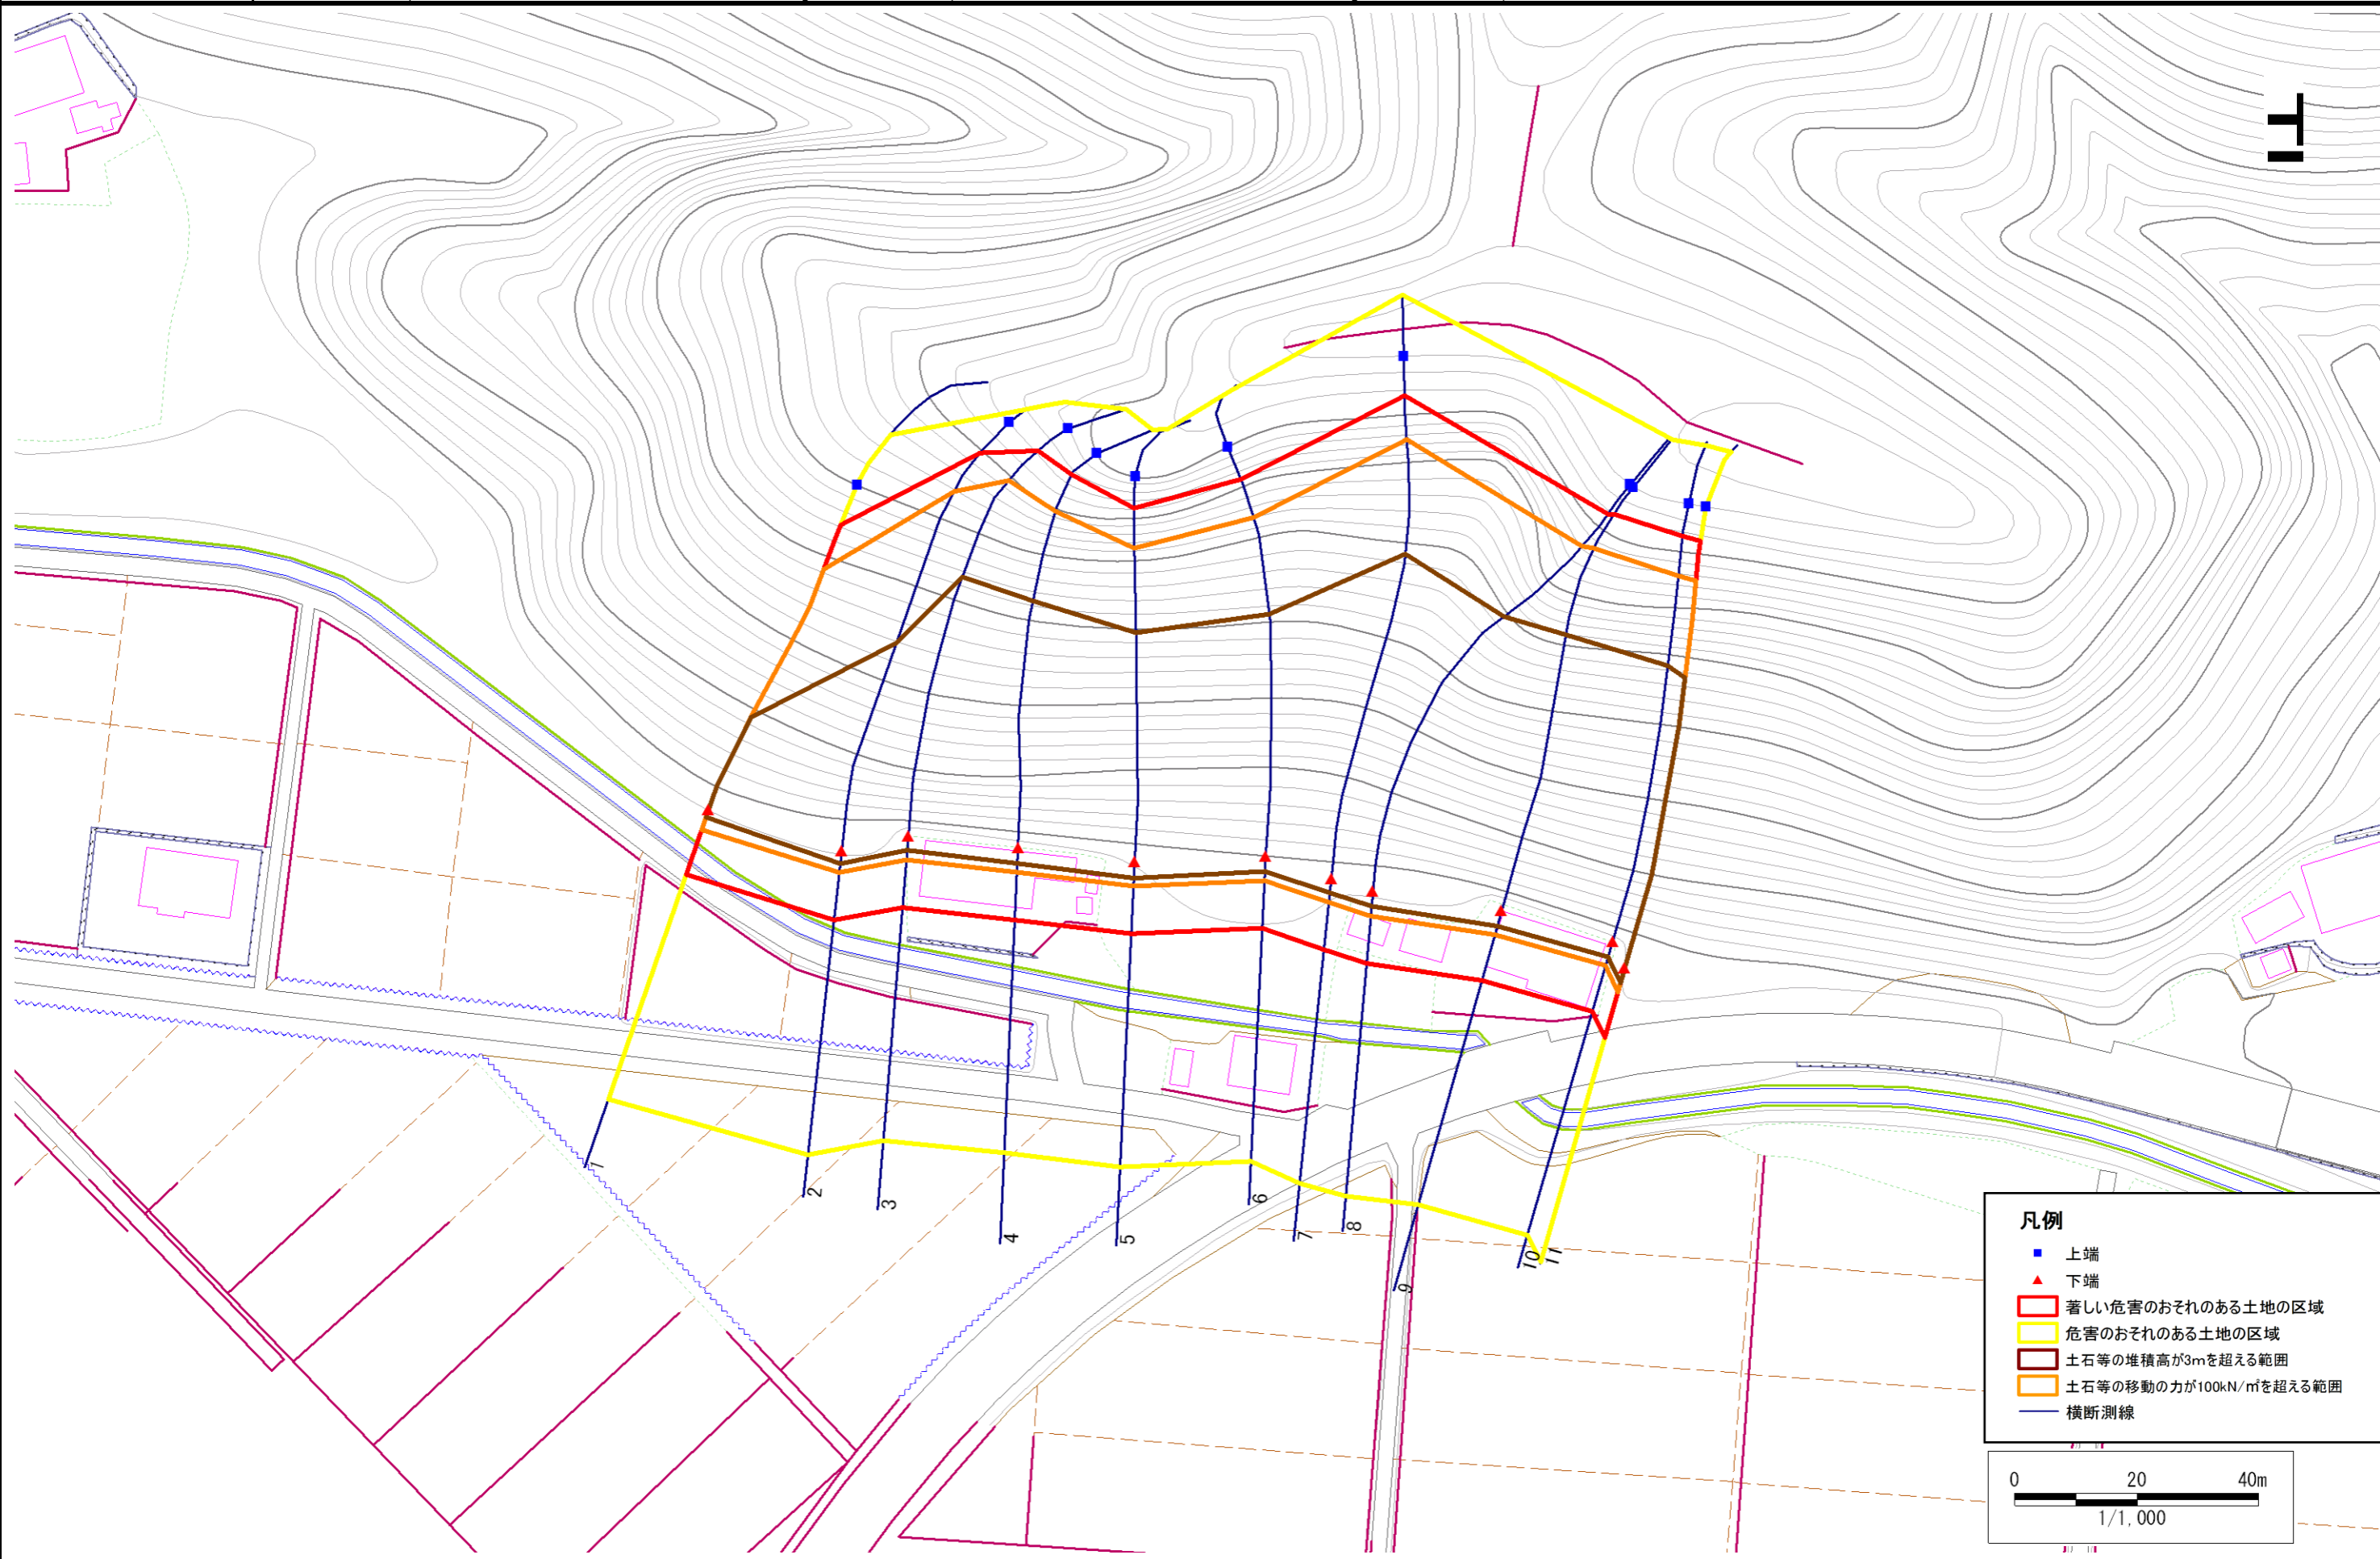 1
2
3
4
5
6
7
8
9
10
11
凡例
上端
下端
著しい危害のおそれのある土地の区域
危害のおそれのある土地の区域
土石等の堆積高が3mを超える範囲
土石等の移動の力が100kN/㎡を超える範囲
横断測線
0 20 40m
1/1,000